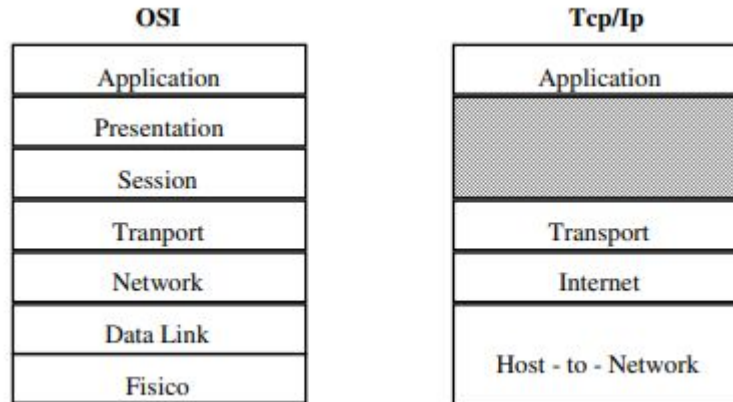 OSI
Application
Presentation
Session
Tranport
Network
Data Link
Fisico
Tcp/Ip
Application
Transport
Internet
Host - to - Network